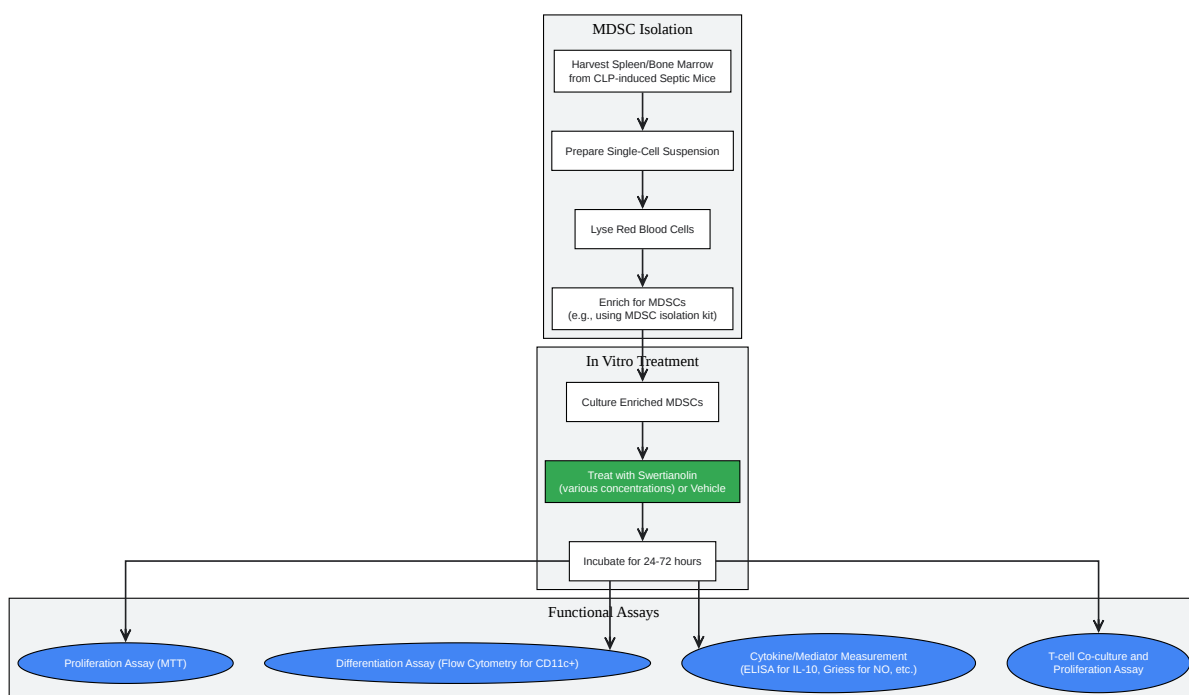 MDSC Isolation
Harvest Spleen/Bone Marrow
from CLP-induced Septic Mice
Prepare Single-Cell Suspension
Lyse Red Blood Cells
Enrich for MDSCs
(e.g., using MDSC isolation kit)
In Vitro Treatment
Culture Enriched MDSCs
Treat with Swertianolin
(various concentrations) or Vehicle
Incubate for 24-72 hours
Functional Assays
Proliferation Assay (MTT)
Differentiation Assay (Flow Cytometry for CD11c+)
Cytokine/Mediator Measurement
(ELISA for IL-10, Griess for NO, etc.)
T-cell Co-culture and
Proliferation Assay